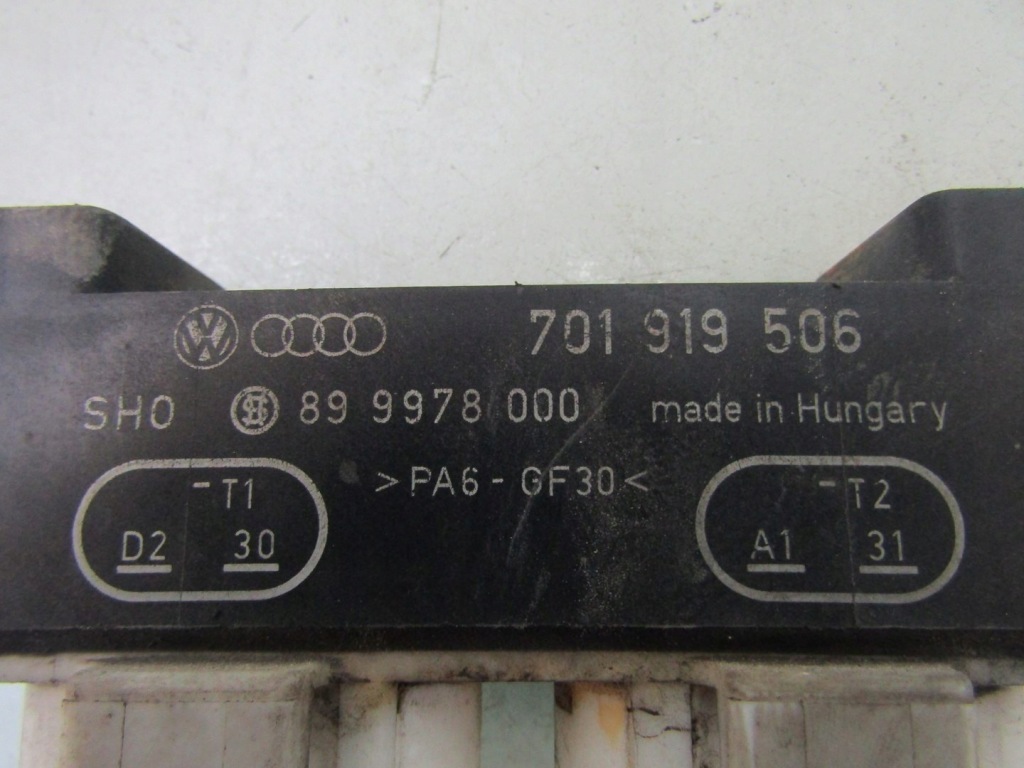 701 919 506
SHO 89 9978 000 made in Hungary
>PA6-GF30<
T1
D2 30
T2
A1 31